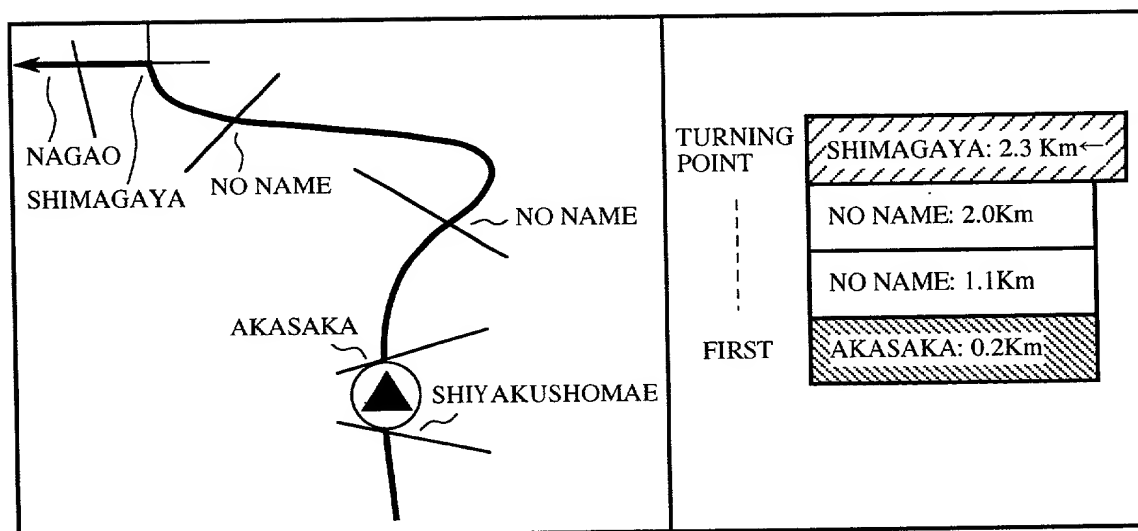 NAGAO
SHIMAGAYA
NO NAME
NO NAME
AKASAKA
SHIYAKUSHOMAE
TURNING
POINT
FIRST
SHIMAGAYA: 2.3 Km←
NO NAME: 2.0Km
NO NAME: 1.1Km
AKASAKA: 0.2Km